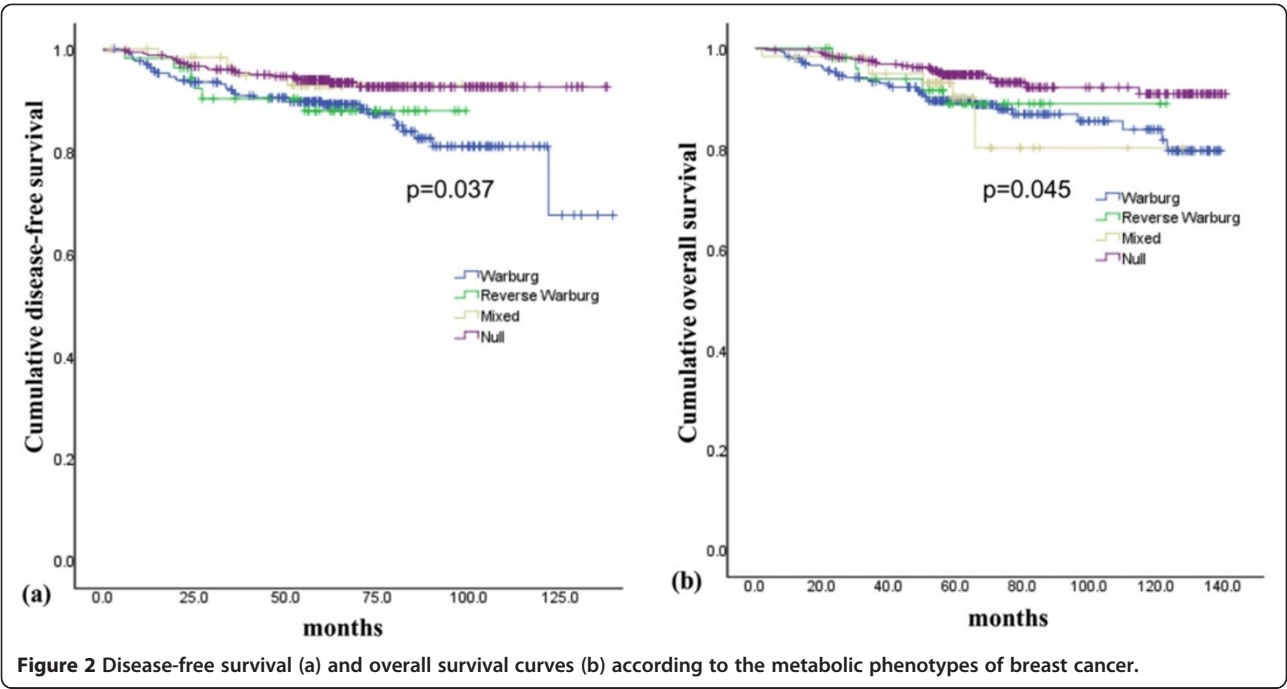 Cumulative disease-free survival
1.0
0.8
0.6
0.4
0.2
0.0
p=0.037
Warburg
Reverse Warburg
Mixed
Null
(a)
0.0 25.0 50.0 75.0 100.0 125.0
months
Cumulative overall survival
1.0
0.8
0.6
0.4
0.2
0.0
p=0.045
Warburg
Reverse Warburg
Mixed
Null
(b)
0.0 20.0 40.0 60.0 80.0 100.0 120.0 140.0
months
Figure 2 Disease-free survival (a) and overall survival curves (b) according to the metabolic phenotypes of breast cancer.